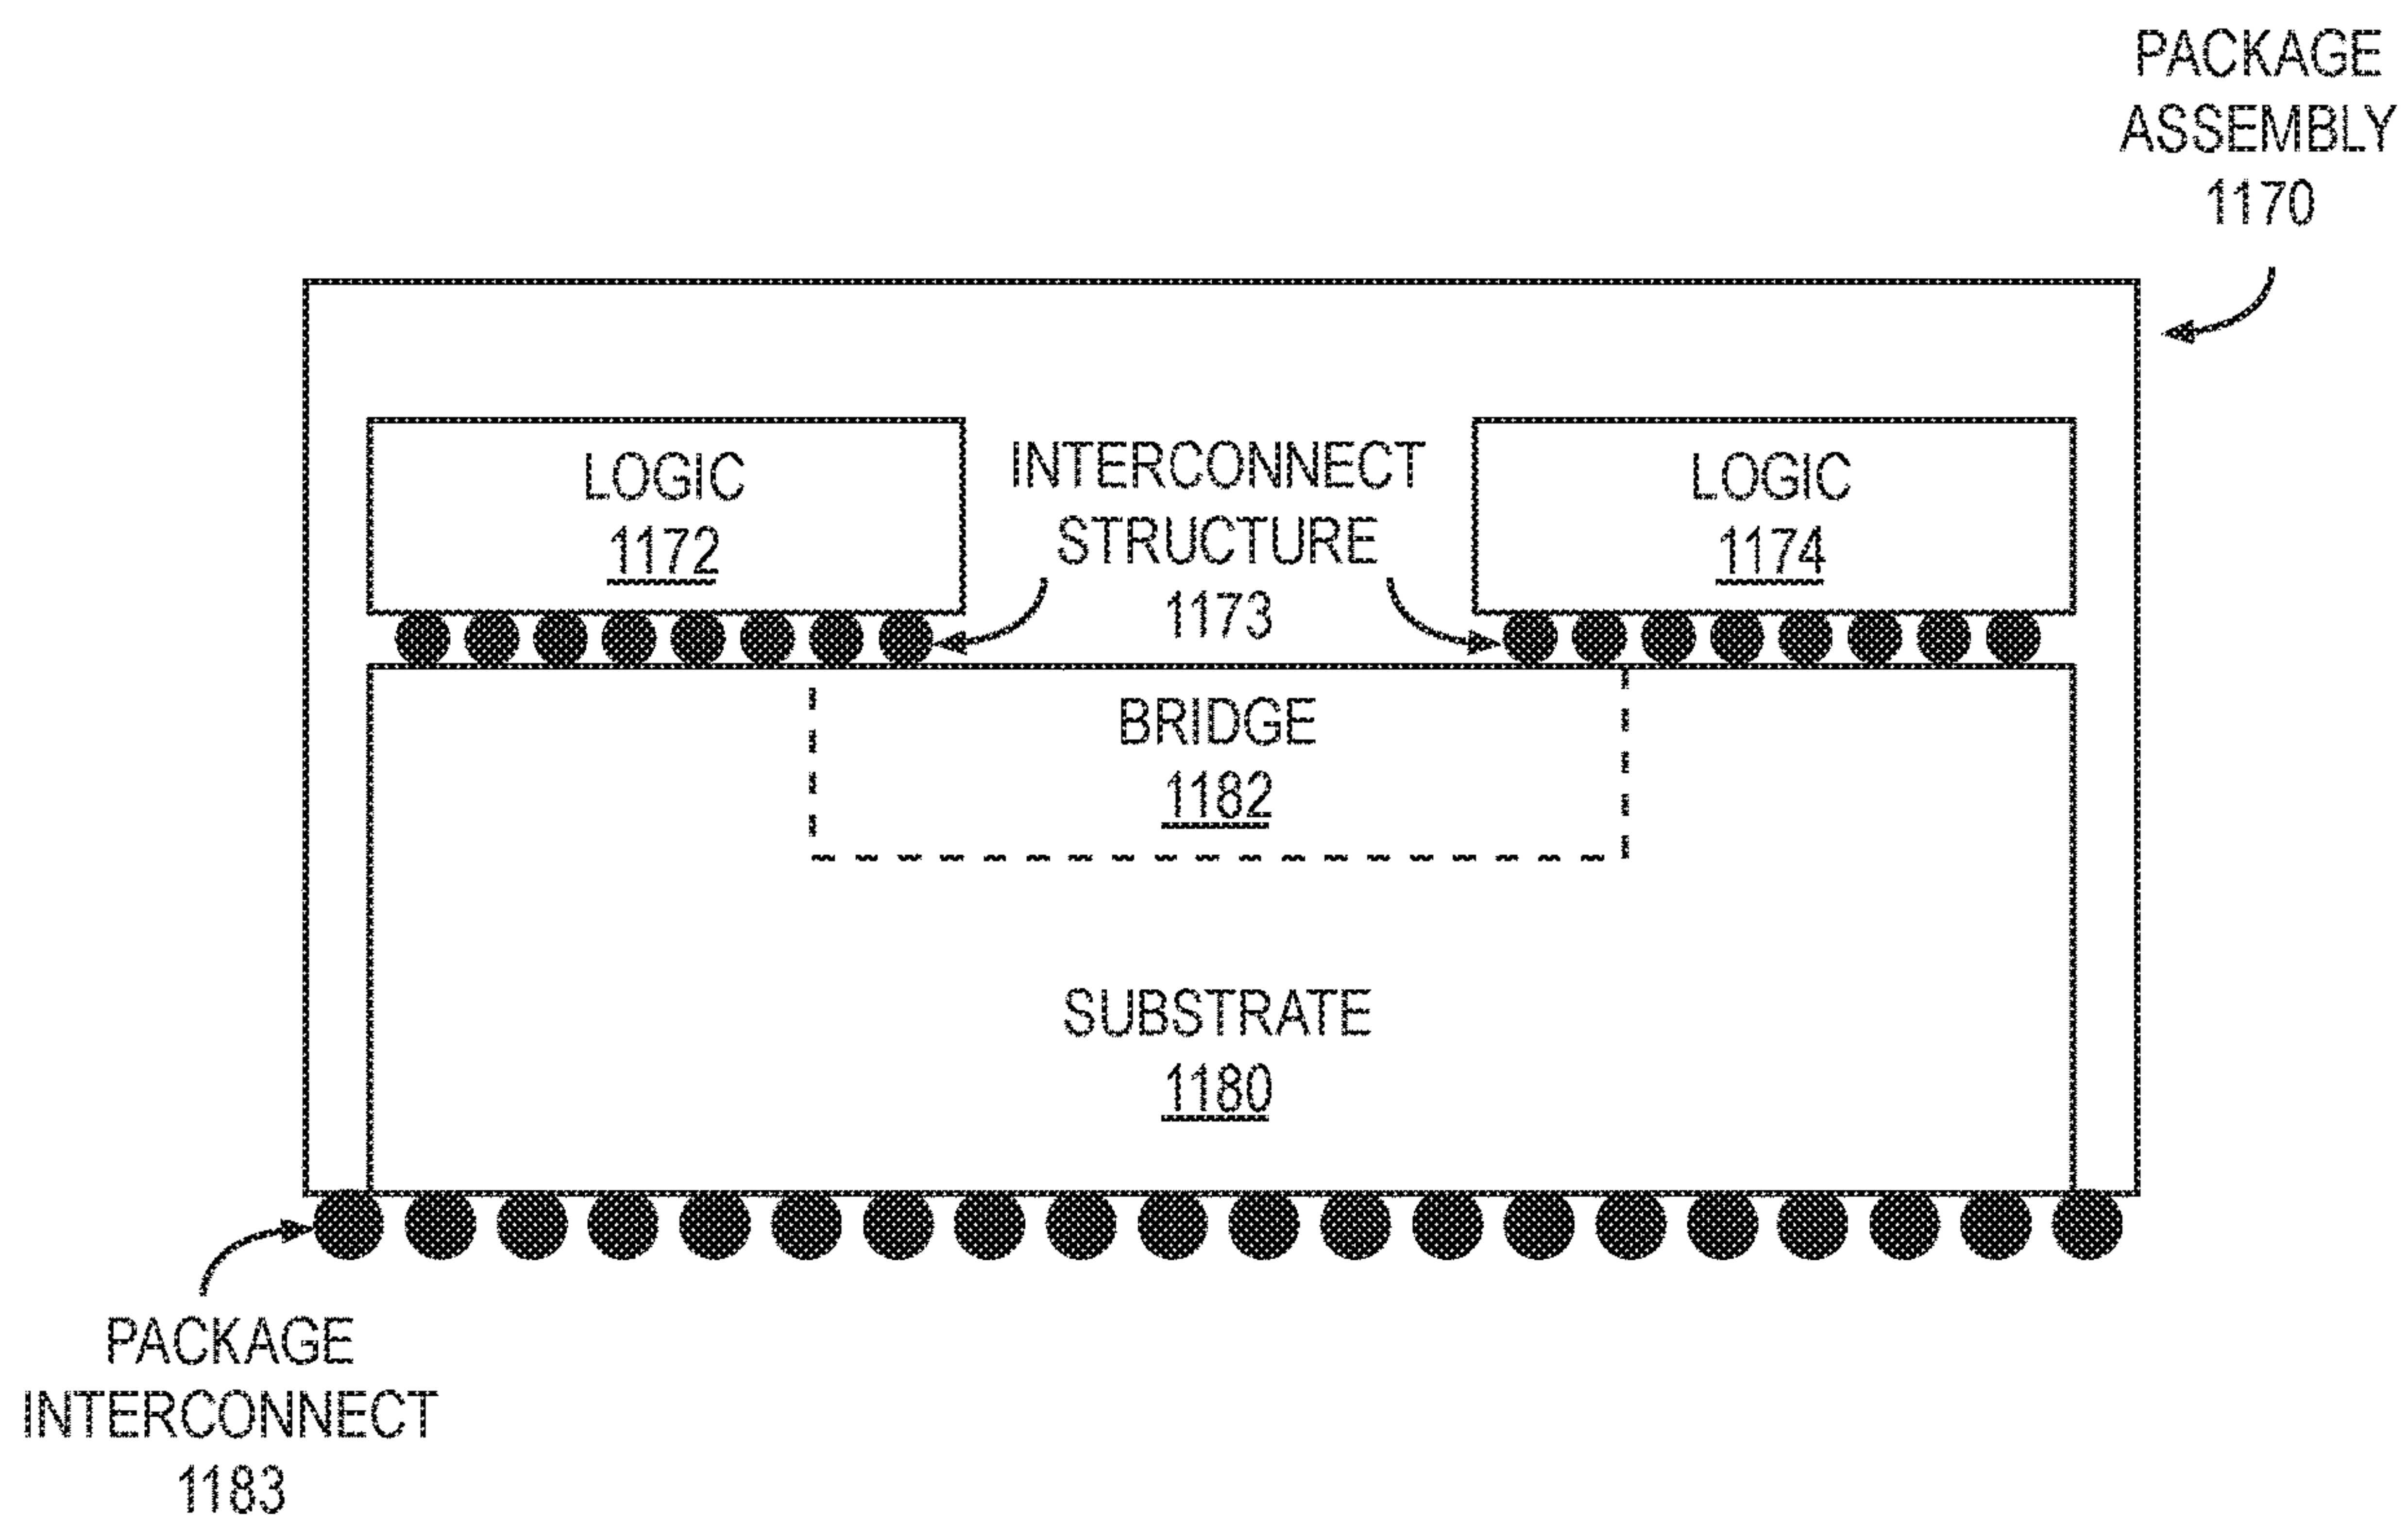 PACKAGE
ASSEMBLY
1170
LOGIC
1172
INTERCONNECT
STRUCTURE
1173
LOGIC
1174
BRIDGE
1182
SUBSTRATE
1180
PACKAGE
INTERCONNECT
1183